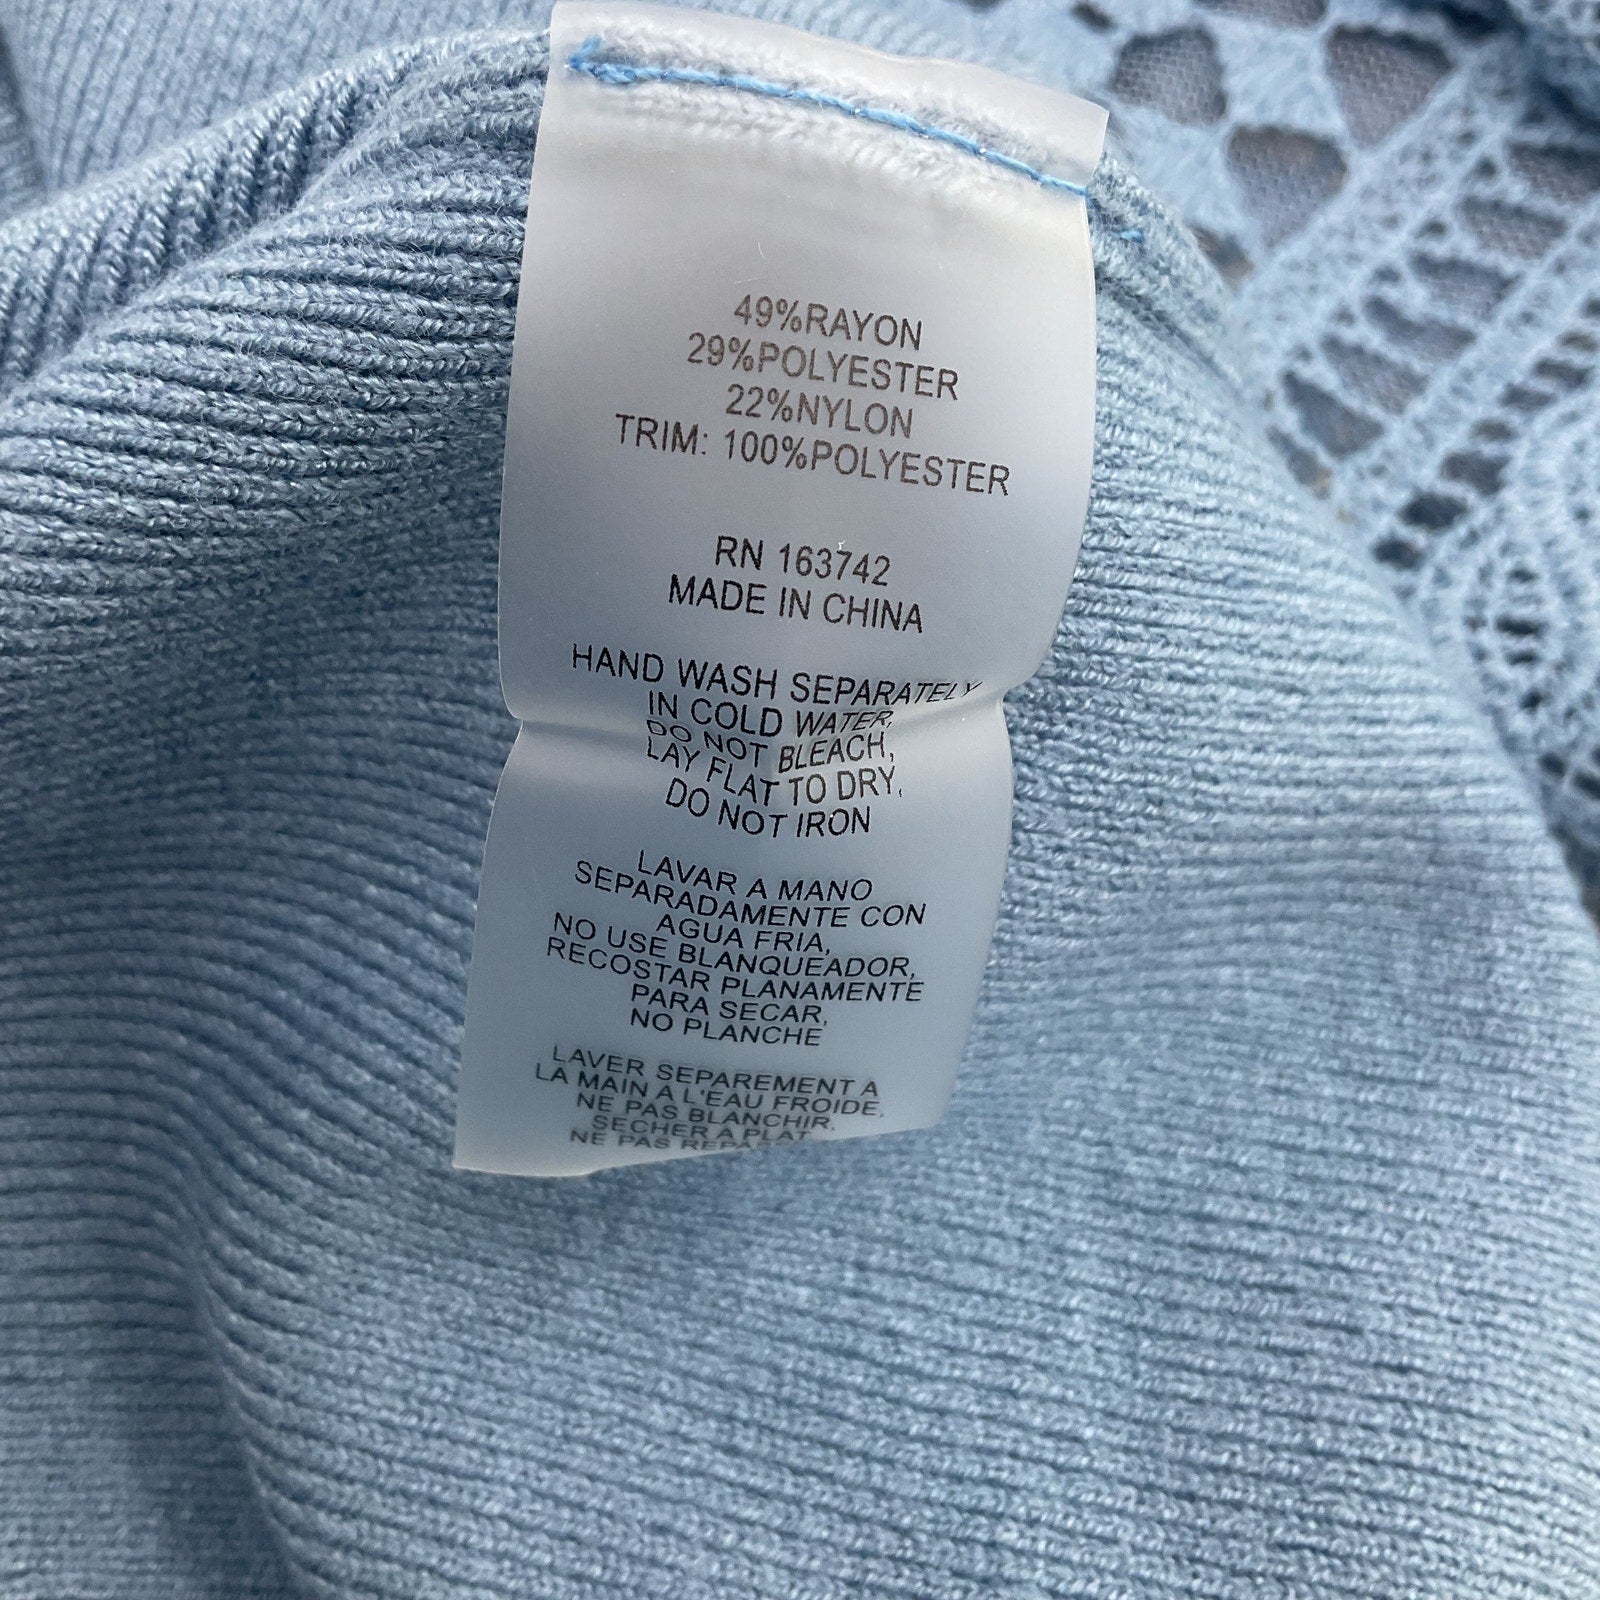 49%RAYON
29%POLYESTER
22%NYLON
TRIM: 100%POLYESTER
RN 163742
MADE IN CHINA
HAND WASH SEPARATELY
IN COLD WATER,
DO NOT BLEACH,
LAY FLAT TO DRY,
DO NOT IRON
LAVAR A MANO
SEPARADAMENTE CON
AGUA FRIA,
NO USE BLANQUEADOR,
RECOSTAR PLANAMENTE
PARA SECAR,
NO PLANCHE
LAVER SEPAREMENT A
LA MAIN A L'EAU FROIDE,
NE PAS BLANCHIR,
SECHER A PLAT
NE PAS